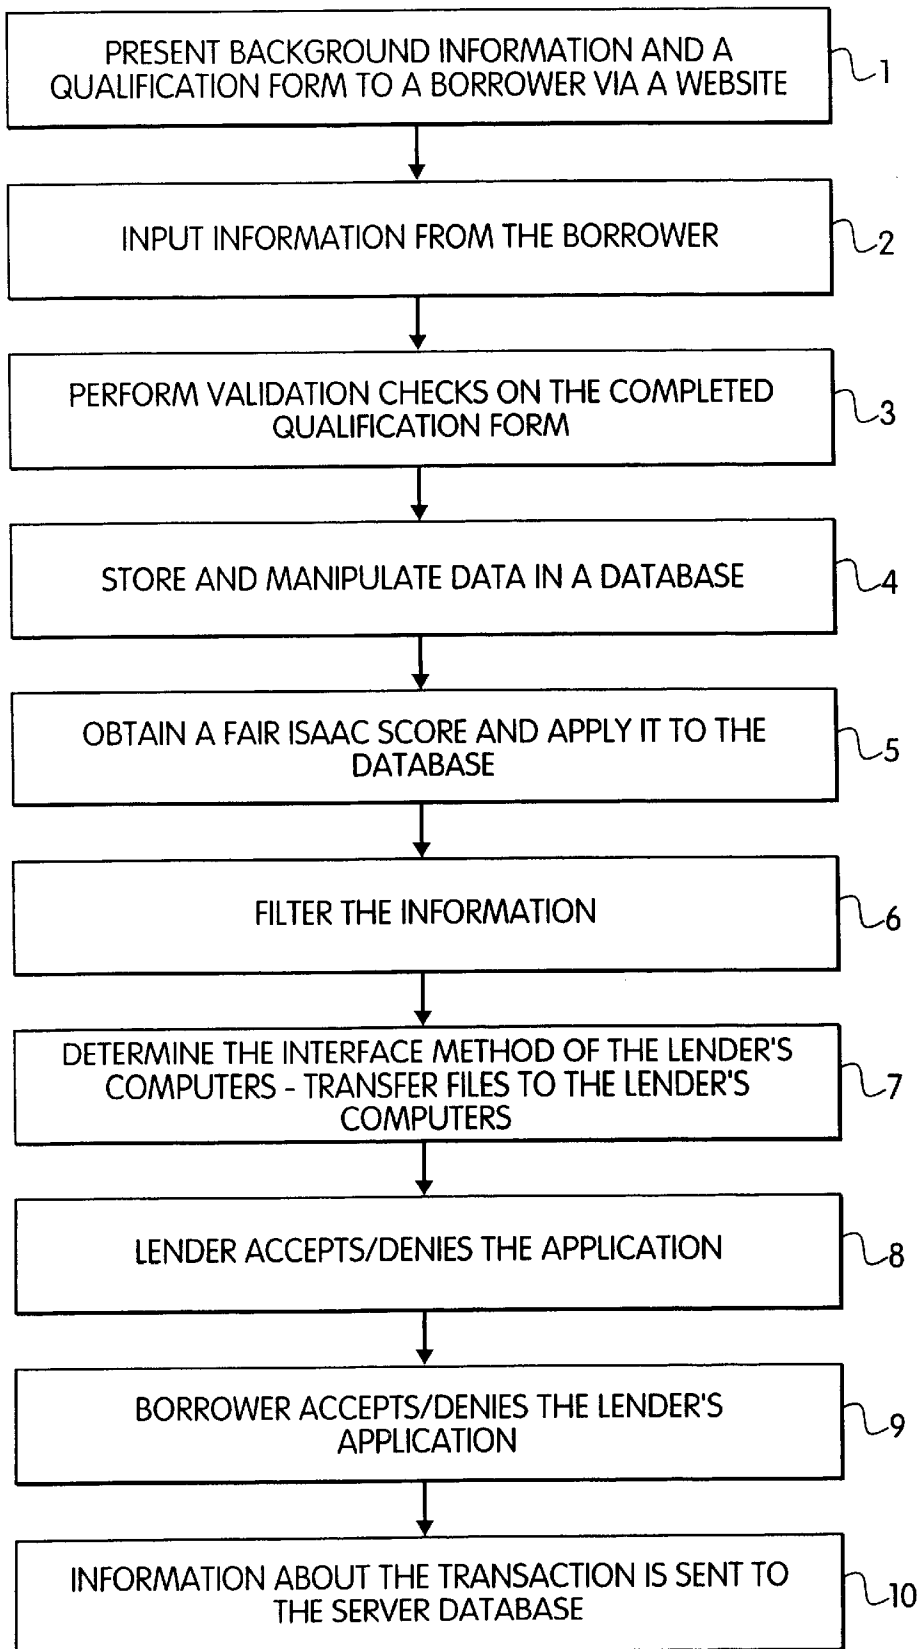 PRESENT BACKGROUND INFORMATION AND A
QUALIFICATION FORM TO A BORROWER VIA A WEBSITE
1
INPUT INFORMATION FROM THE BORROWER
2
PERFORM VALIDATION CHECKS ON THE COMPLETED
QUALIFICATION FORM
3
STORE AND MANIPULATE DATA IN A DATABASE
4
OBTAIN A FAIR ISAAC SCORE AND APPLY IT TO THE
DATABASE
5
FILTER THE INFORMATION
6
DETERMINE THE INTERFACE METHOD OF THE LENDER'S
COMPUTERS - TRANSFER FILES TO THE LENDER'S
COMPUTERS
7
LENDER ACCEPTS/DENIES THE APPLICATION
8
BORROWER ACCEPTS/DENIES THE LENDER'S
APPLICATION
9
INFORMATION ABOUT THE TRANSACTION IS SENT TO
THE SERVER DATABASE
10